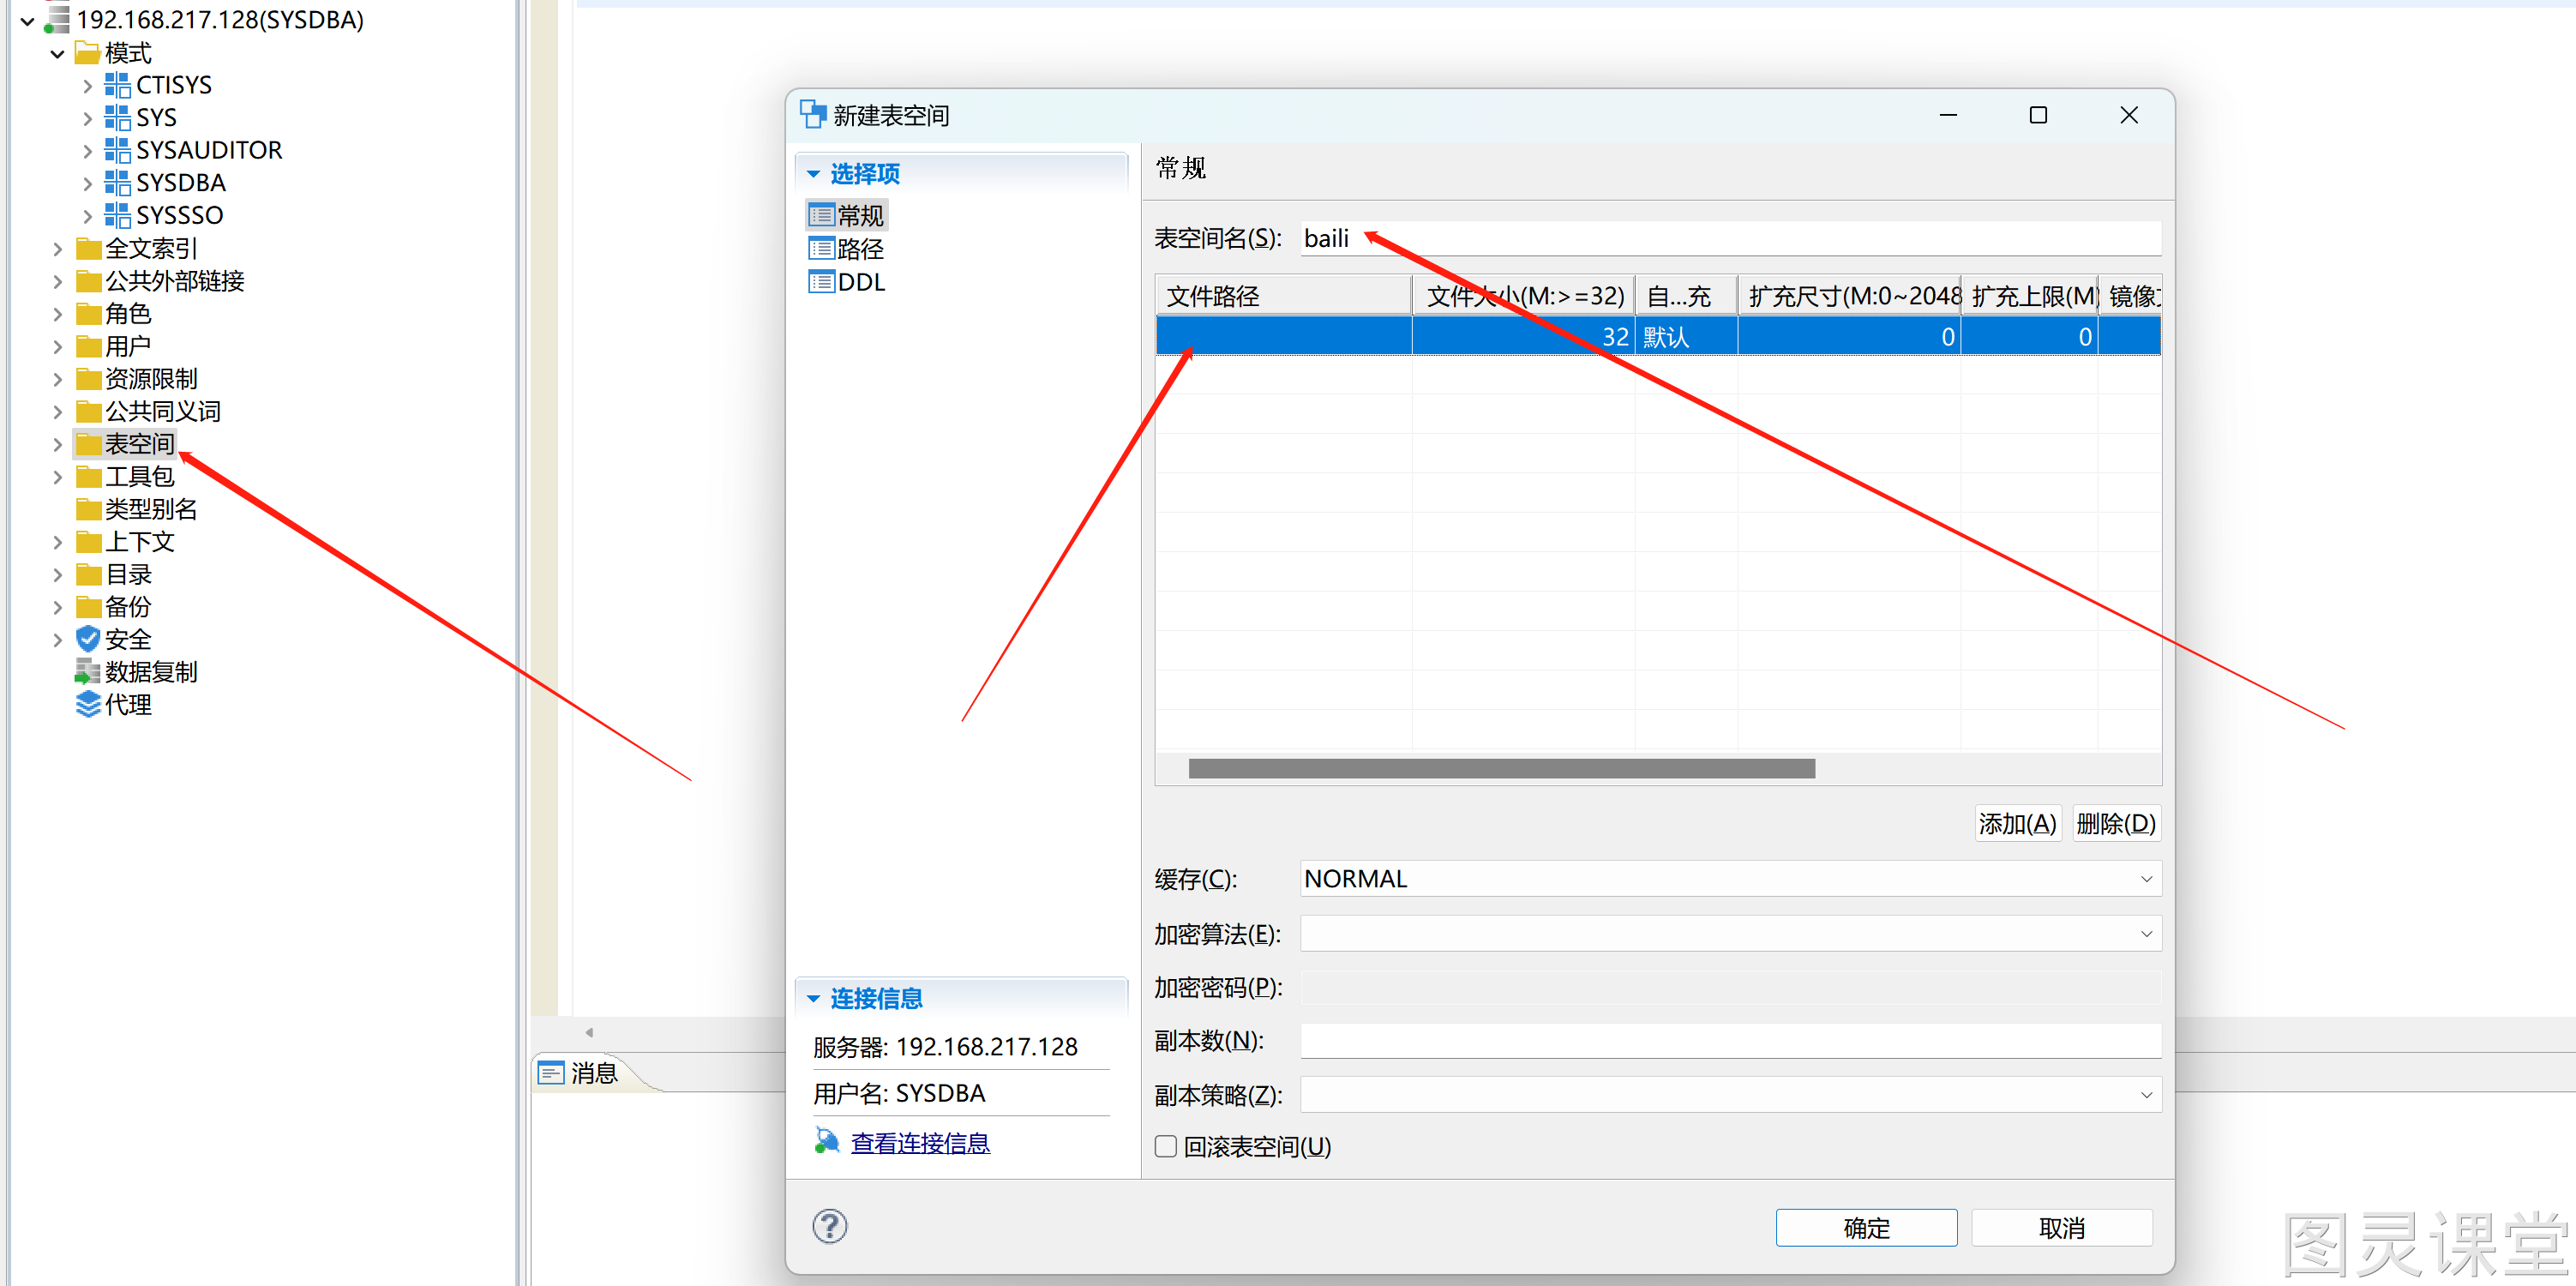 192.168.217.128(SYSDBA)
模式
CTISYS
SYS
SYSAUDITOR
SYSDBA
SYSSSO
全文索引
公共外部链接
角色
用户
资源限制
公共同义词
表空间
工具包
类型别名
上下文
目录
备份
安全
数据复制
代理
新建表空间
选择项
常规
路径
DDL
连接信息
服务器: 192.168.217.128
用户名: SYSDBA
查看连接信息
常规
表空间名(S): baili
文件路径 文件大小(M:>=32) 自...充 扩充尺寸(M:0~2048 扩充上限(M) 镜像
32 默认 0 0
添加(A) 删除(D)
缓存(C): NORMAL
加密算法(E):
加密密码(P):
副本数(N):
副本策略(Z):
回滚表空间(U)
确定 取消
消息
图灵课堂